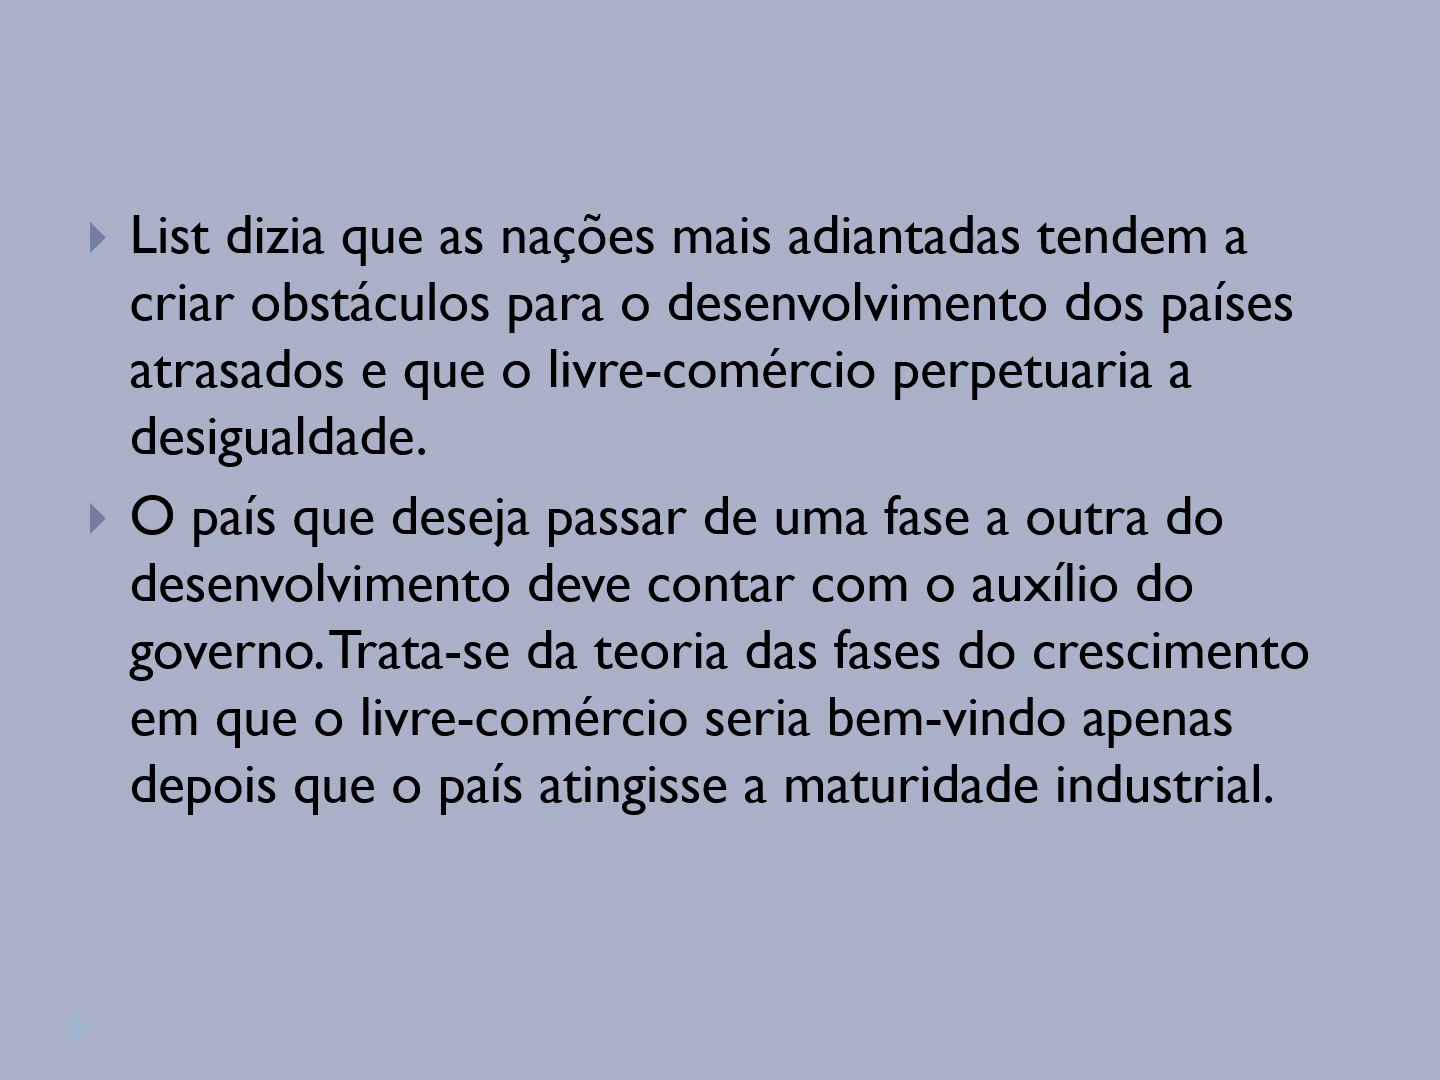 List dizia que as nações mais adiantadas tendem a
criar obstáculos para o desenvolvimento dos países
atrasados e que o livre-comércio perpetuaria a
desigualdade.
O país que deseja passar de uma fase a outra do
desenvolvimento deve contar com o auxílio do
governo. Trata-se da teoria das fases do crescimento
em que o livre-comércio seria bem-vindo apenas
depois que o país atingisse a maturidade industrial.